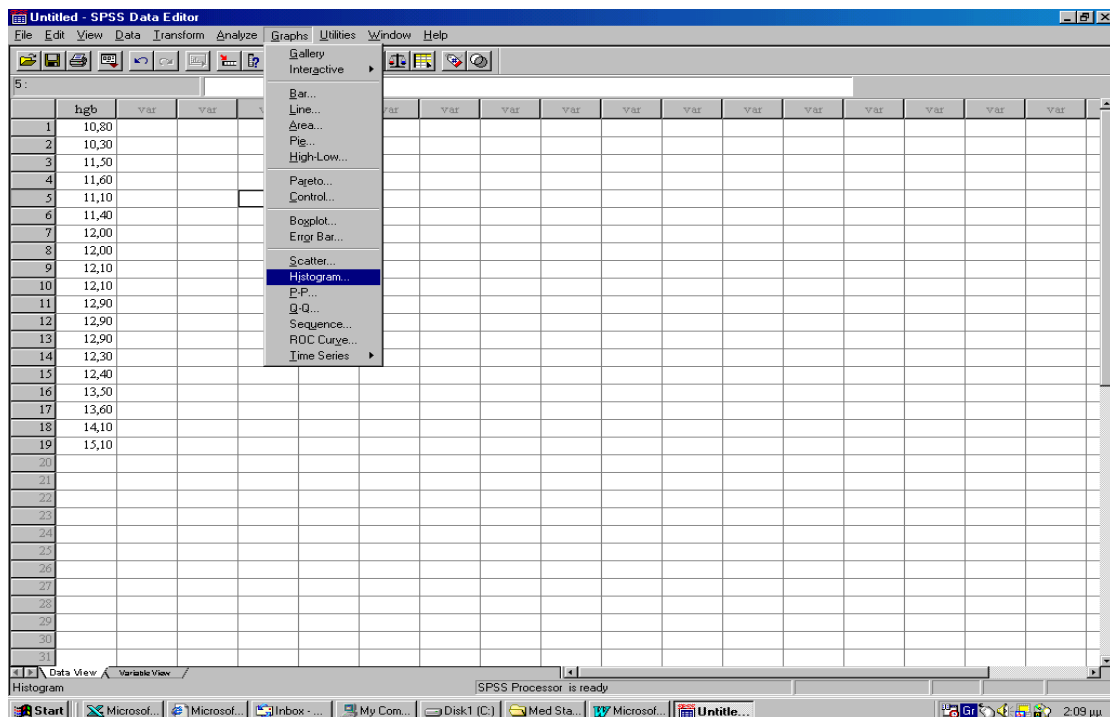 Untitled - SPSS Data Editor
File Edit View Data Transform Analyze Graphs Utilities Window Help
5 :
hgb var var var var var var var var var var var var var var
Gallery
Interactive
Bar...
Line...
Area...
Pie...
High-Low...
Pareto...
Control...
Boxplot...
Error Bar...
Scatter...
Histogram...
P-P...
Q-Q...
Sequence...
ROC Curve...
Time Series
1 10,80
2 10,30
3 11,50
4 11,60
5 11,10
6 11,40
7 12,00
8 12,00
9 12,10
10 12,10
11 12,90
12 12,90
13 12,90
14 12,30
15 12,40
16 13,50
17 13,60
18 14,10
19 15,10
20
21
22
23
24
25
26
27
28
29
30
31
Data View Variable View
Histogram SPSS Processor is ready
Start Microsof... Microsof... Inbox - ... My Com... Disk1 (C:) Med Sta... Microsof... Untitle... Gr 2:09 μμ